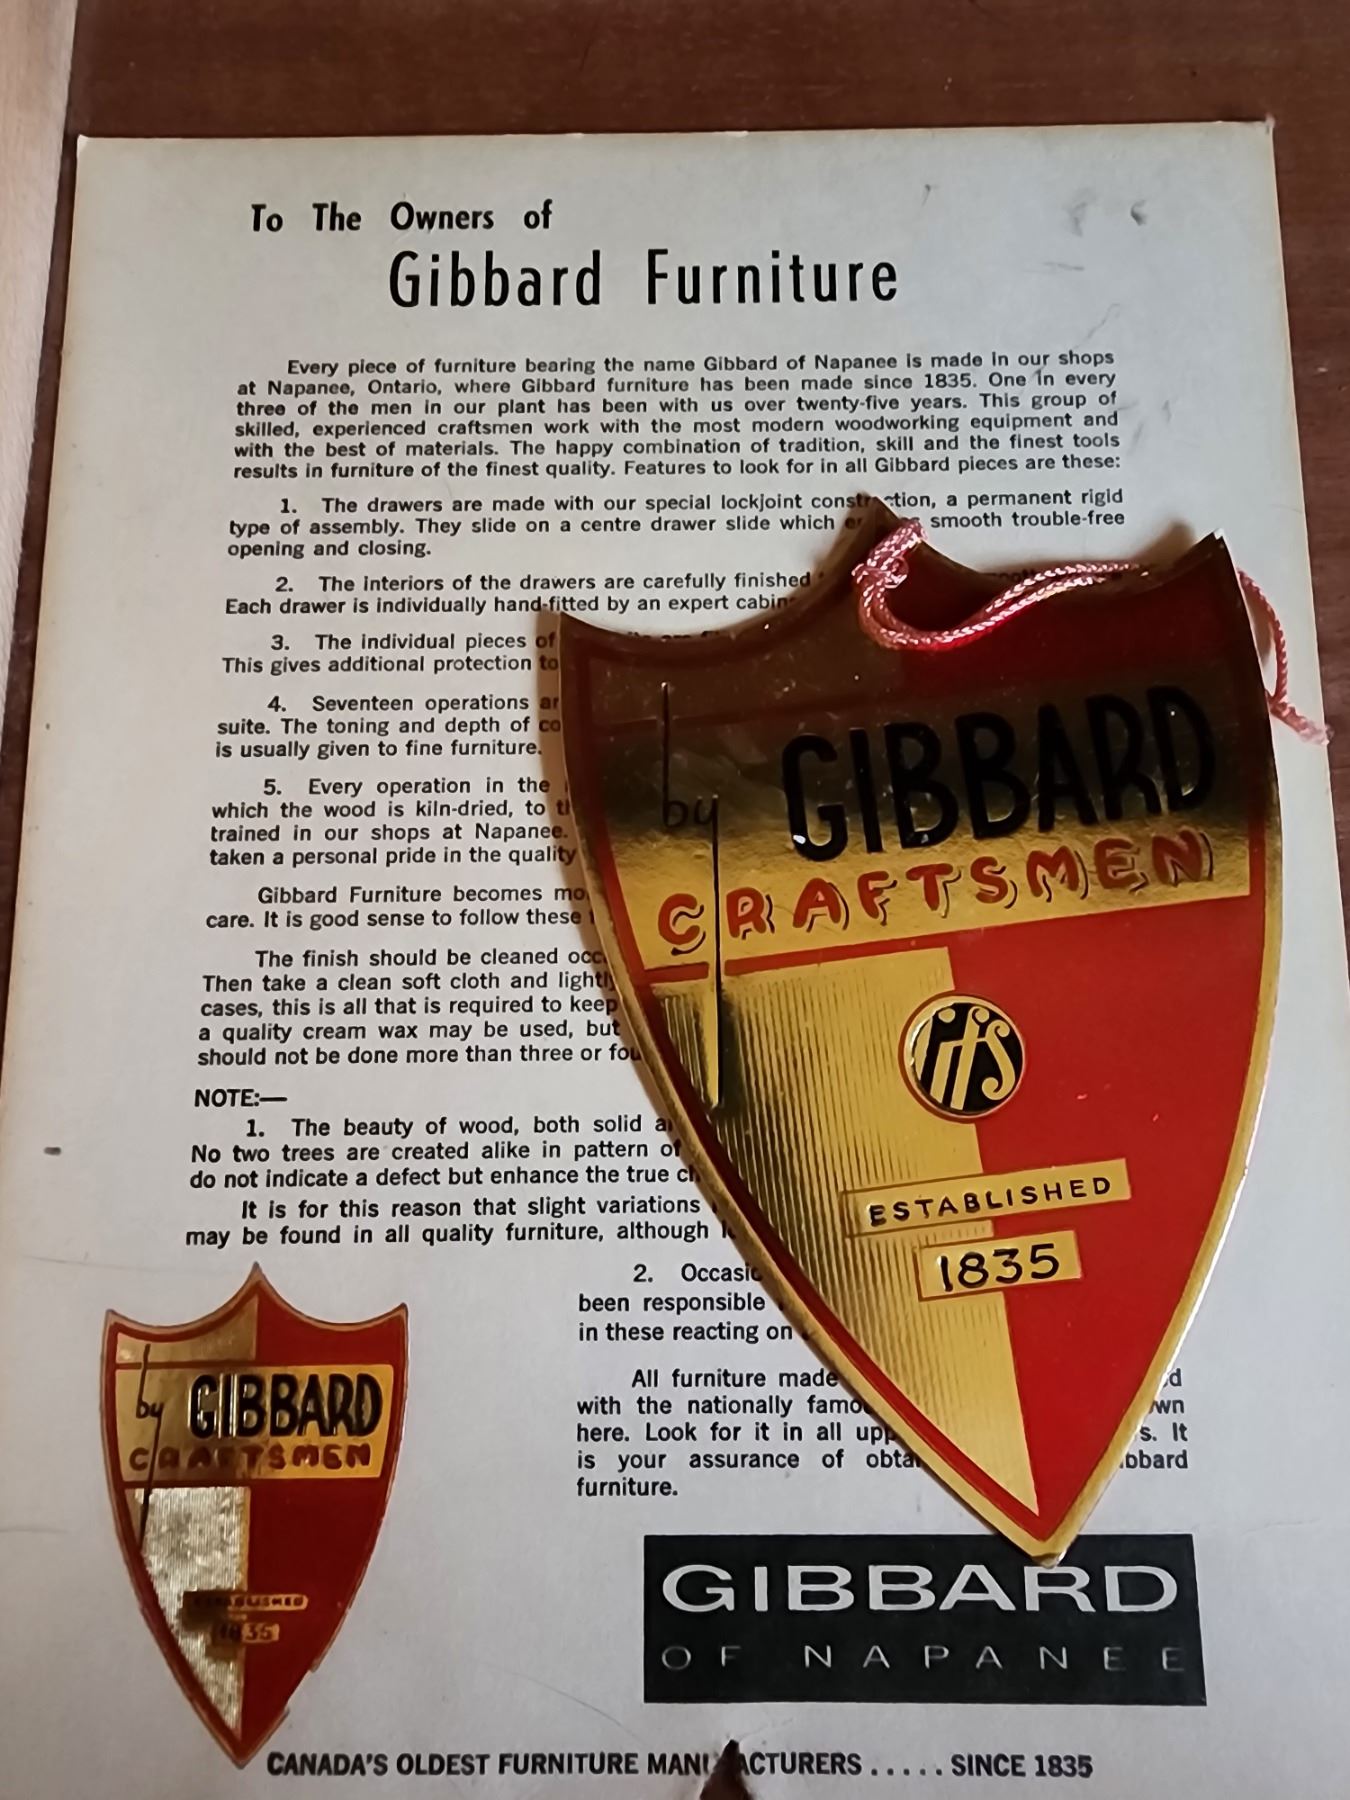 To The Owners of
Gibbard Furniture
Every piece of furniture bearing the name Gibbard of Napanee is made in our shops
at Napanee, Ontario, where Gibbard furniture has been made since 1835. One in every
three of the men in our plant has been with us over twenty-five years. This group of
skilled, experienced craftsmen work with the most modern woodworking equipment and
with the best of materials. The happy combination of tradition, skill and the finest tools
results in furniture of the finest quality. Features to look for in all Gibbard pieces are these:
1. The drawers are made with our special lockjoint a permanent rigid
type of assembly. They slide on a centre drawer slide which smooth trouble-free
opening and closing.
2. The interiors of the drawers are carefully finished
Each drawer is individually hand-fitted by an expert
3. The individual pieces of
This gives additional protection to
4. Seventeen operations
suite. The toning and depth of
is usually given to fine furniture.
5. Every operation in the
which the wood is kiln-dried, to
trained in our shops at Napanee.
taken a personal pride in the quality
Gibbard Furniture becomes
care. It is good sense to follow these
The finish should be cleaned
Then take a clean soft cloth and
cases, this is all that is required to keep
a quality cream wax may be used, but
should not be done more than three or
NOTE:—
1. The beauty of wood, both solid
No two trees are created alike in pattern
do not indicate a defect but enhance the true
It is for this reason that slight variations
may be found in all quality furniture, although
2.
been responsible
in these reacting on
All furniture made
with the nationally
here. Look for it in all It
is your assurance of
furniture.
by GIBBARD
CRAFTSMEN
ESTABLISHED
1835
by GIBBARD
CRAFTSMEN
ESTABLISHED
1835
GIBBARD
OF NAPANEE
CANADA'S OLDEST FURNITURE ..... SINCE 1835